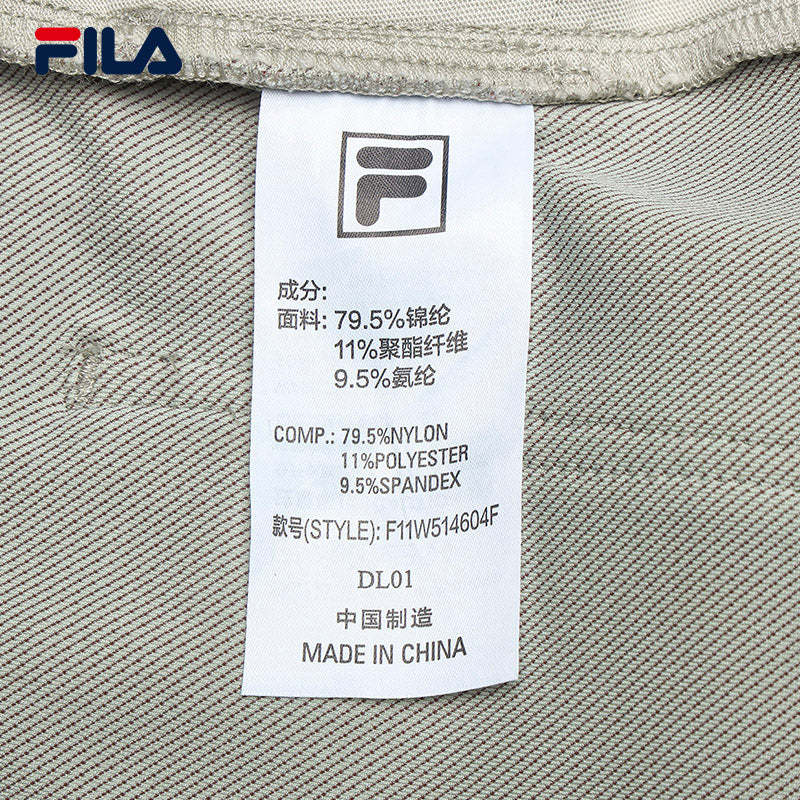 FILA
F
成分:
面料: 79.5%锦纶
11%聚酯纤维
9.5%氨纶
COMP.: 79.5%NYLON
11%POLYESTER
9.5%SPANDEX
款号(STYLE): F11W514604F
DL01
中国制造
MADE IN CHINA